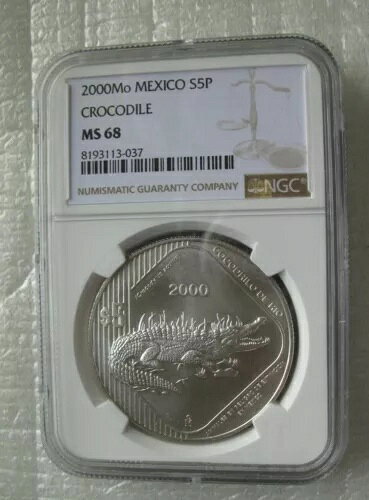 2000Mo MEXICO S5P
CROCODILE
MS 68
8193113-037
NUMISMATIC GUARANTY COMPANY
NGC
2000
COCODRILO DE RIO
$5